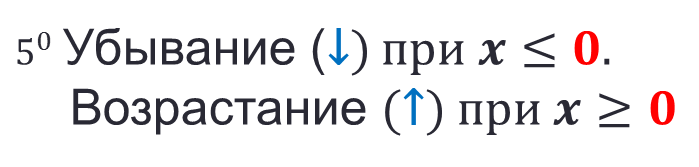 5⁰ Убывание (↓) при x ≤ 0.
Возрастание (↑) при x ≥ 0